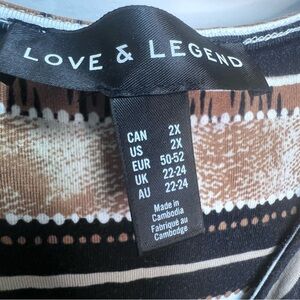 LOVE & LEGEND
CAN 2X
US 2X
EUR 50-52
UK 22-24
AU 22-24
Made in
Cambodia
Fabriqué au
Cambodge